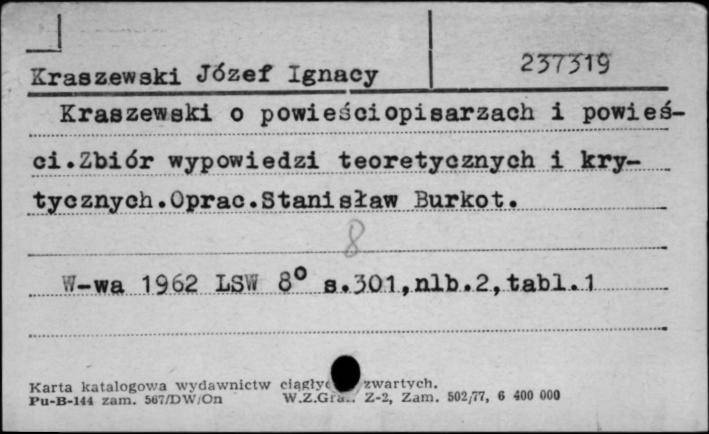 237319
Kraszewski Józef Ignacy
Kraszewski o powieściopisarzach i powieś-
ci.Zbiór wypowiedzi teoretycznych i kry-
tycznych.Oprac.Stanisław Burkot.
8
W-wa 1962 LSW 8° s.301,nlb.2,tabl.1
Karta katalogowa wydawnictw zwartych.
Pu-B-144 zam. 567/DW/On W.Z.Graf. Z-2, Zam. 502/77, 6 400 000